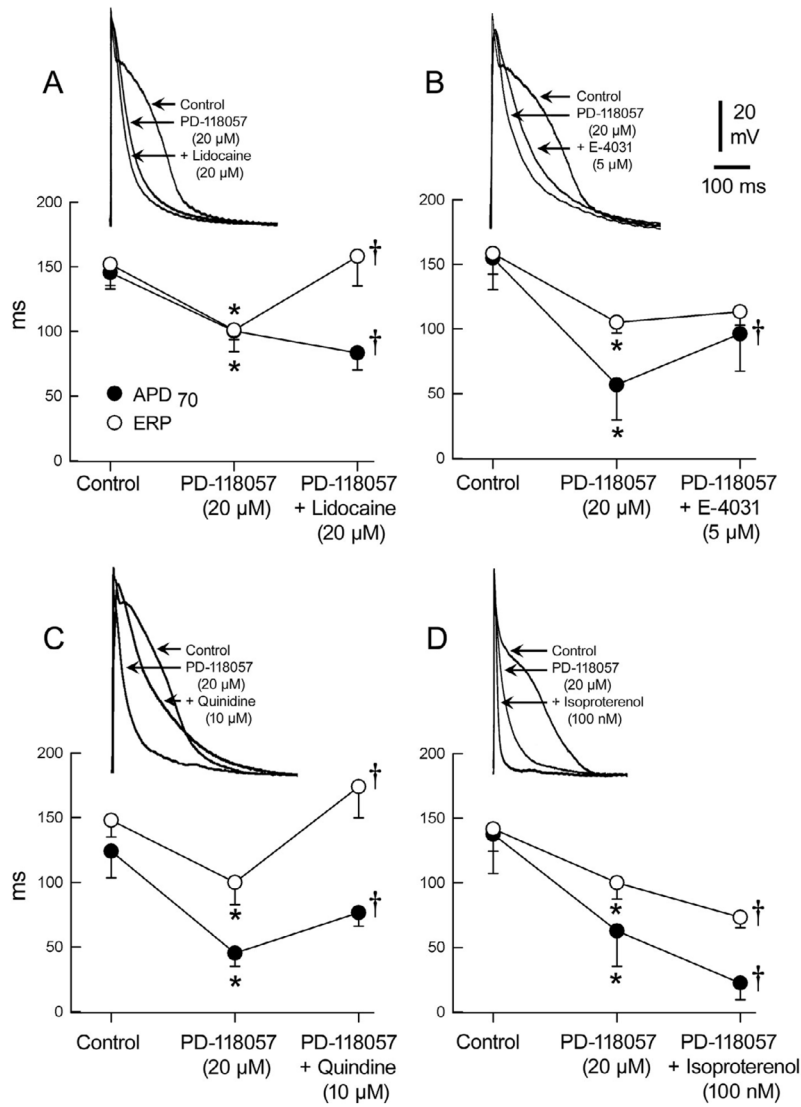 A
Control
PD-118057
(20 µM)
+ Lidocaine
(20 µM)
200
150
100
50
0
ms
*
*
†
†
APD 70
ERP
Control
PD-118057
(20 µM)
PD-118057
+ Lidocaine
(20 µM)
B
Control
PD-118057
(20 µM)
+ E-4031
(5 µM)
20
mV
100 ms
200
150
100
50
0
*
*
†
Control
PD-118057
(20 µM)
PD-118057
+ E-4031
(5 µM)
C
Control
PD-118057
(20 µM)
+ Quinidine
(10 µM)
200
150
100
50
0
ms
*
*
†
†
Control
PD-118057
(20 µM)
PD-118057
+ Quindine
(10 µM)
D
Control
PD-118057
(20 µM)
+ Isoproterenol
(100 nM)
200
150
100
50
0
*
*
†
†
Control
PD-118057
(20 µM)
PD-118057
+ Isoproterenol
(100 nM)